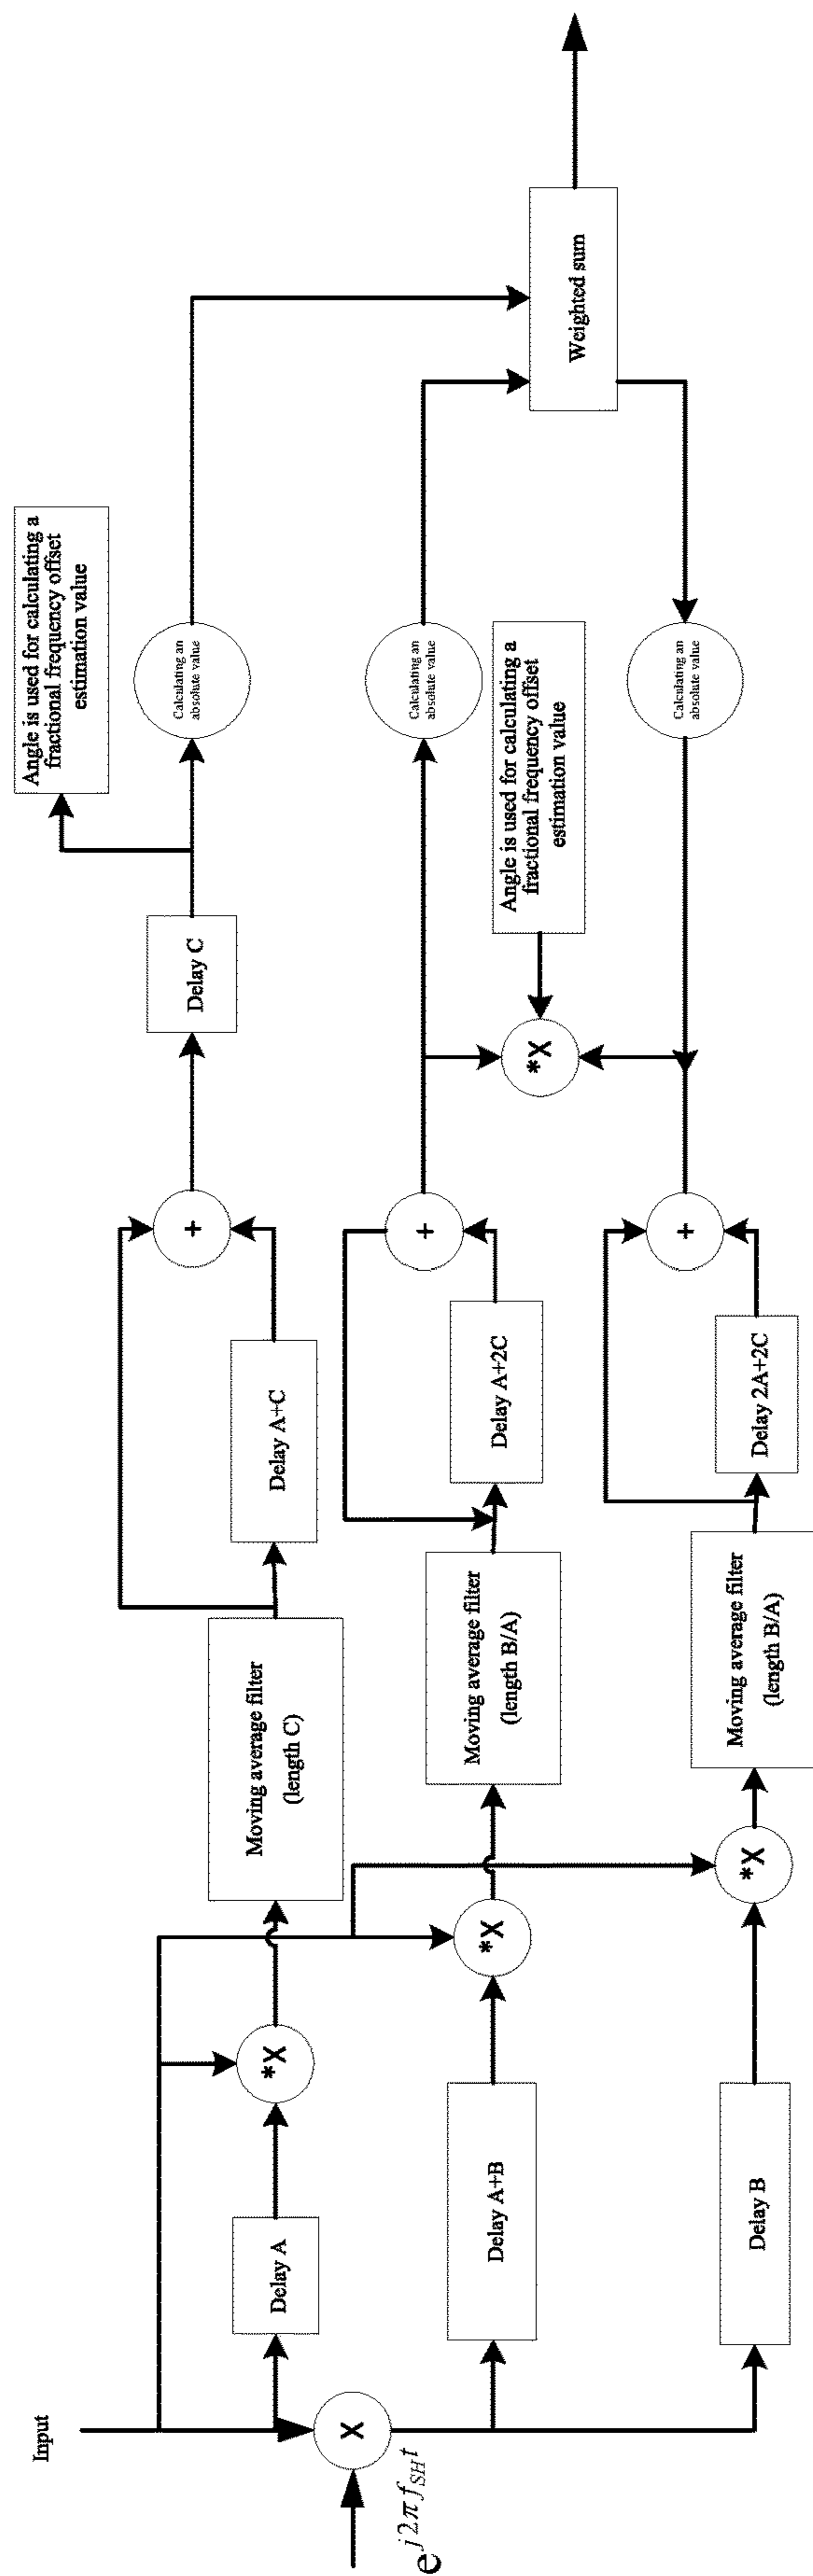 Input
e^{j2πf_{SH}t}
X
Delay A
*X
Moving average filter
(length C)
Delay A+C
+
Delay C
Angle is used for calculating a
fractional frequency offset
estimation value
Calculating an
absolute value
Delay A+B
*X
Moving average filter
(length B/A)
Delay A+2C
+
Calculating an
absolute value
*X
Angle is used for calculating a
fractional frequency offset
estimation value
Delay B
*X
Moving average filter
(length B/A)
Delay 2A+2C
+
Calculating an
absolute value
Weighted sum